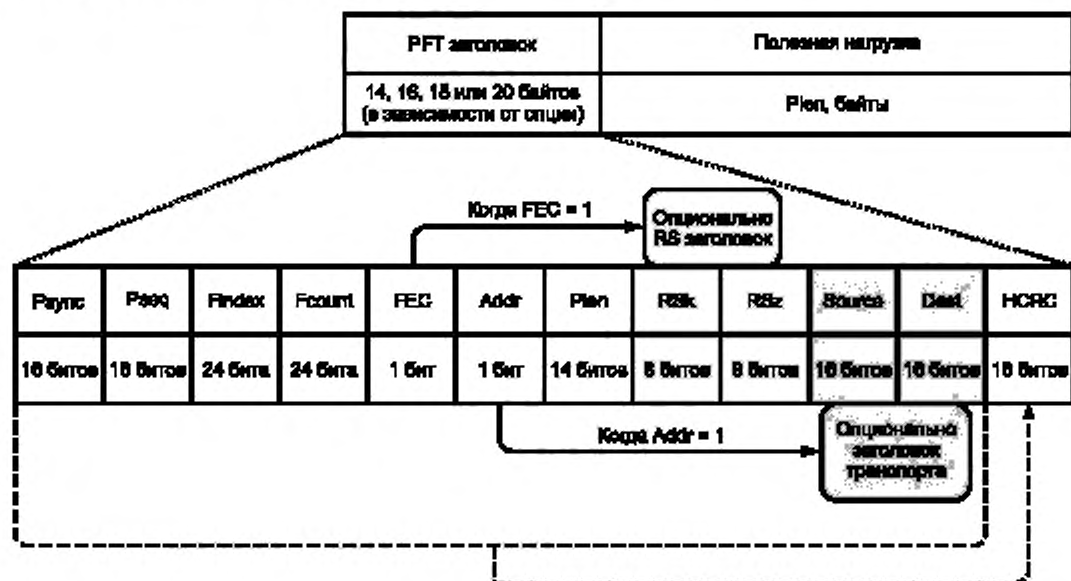 PFT заголовок
Полезная нагрузка
14, 16, 18 или 20 байтов
(в зависимости от опции)
Plen, байты
Когда FEC = 1
Опционально
RS заголовок
Psync Pseq Findex Fcount FEC Addr Plen RSk RSz Source Dest HCRC
16 битов 16 битов 24 бита 24 бита 1 бит 1 бит 14 битов 8 битов 8 битов 16 битов 16 битов 16 битов
Когда Addr = 1
Опционально
заголовок
транспорта